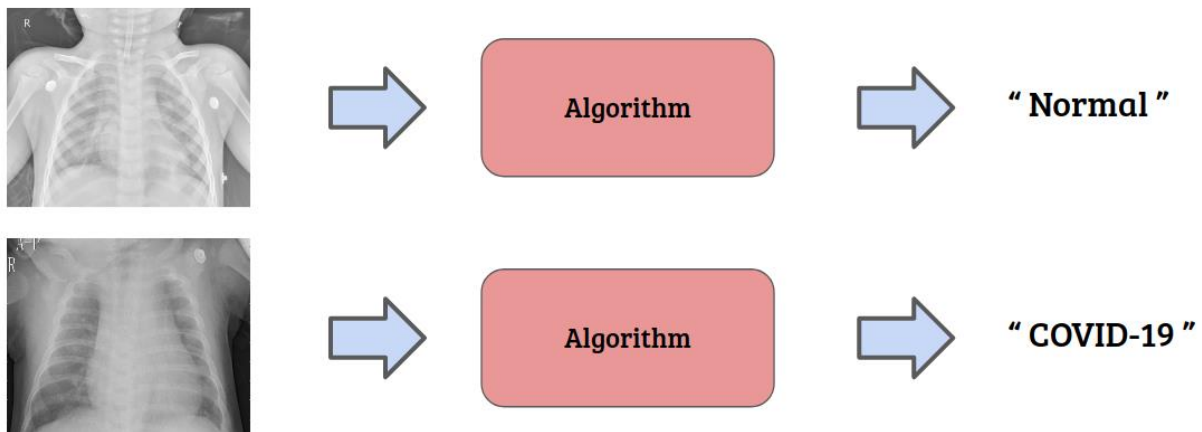 R
Algorithm
“ Normal ”
A-P
R
Algorithm
“ COVID-19 ”